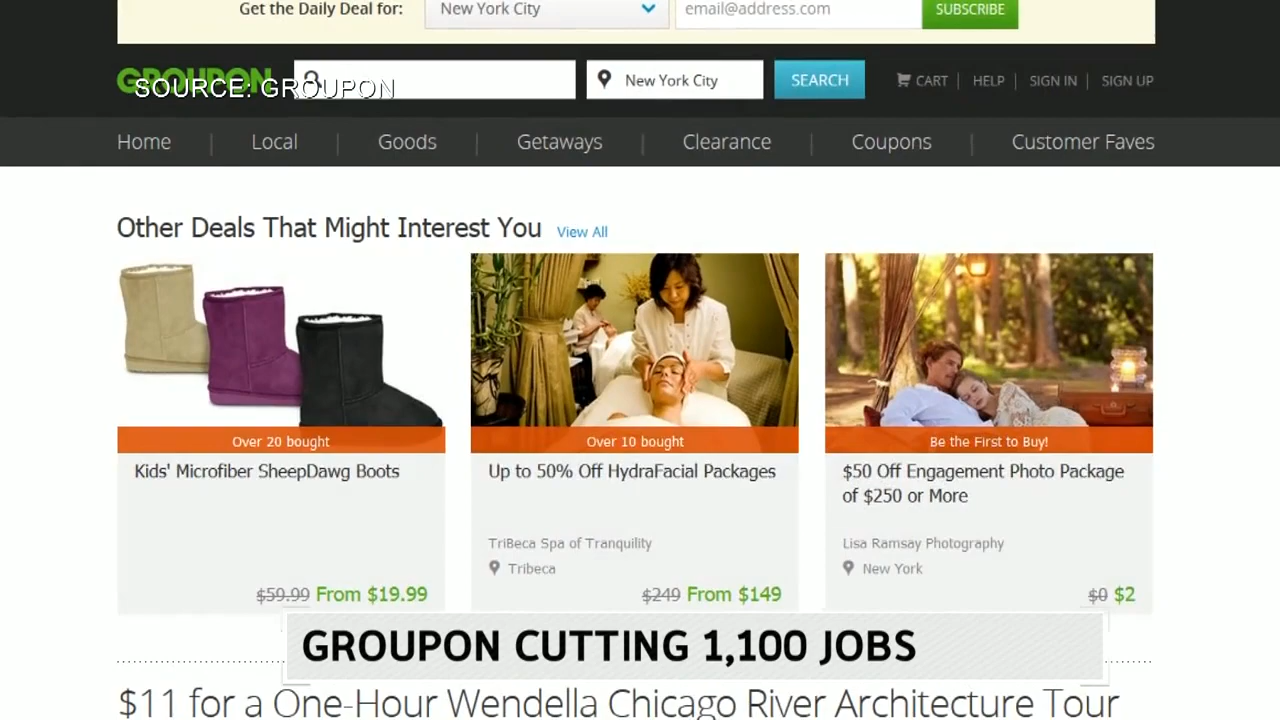 Get the Daily Deal for: New York City email@address.com SUBSCRIBE
GROUPON New York City SEARCH CART HELP SIGN IN SIGN UP
SOURCE: GROUPON
Home Local Goods Getaways Clearance Coupons Customer Faves
Other Deals That Might Interest You View All
Over 20 bought
Kids' Microfiber SheepDawg Boots
$59.99 From $19.99
Over 10 bought
Up to 50% Off HydraFacial Packages
TriBeca Spa of Tranquility
Tribeca
$249 From $149
Be the First to Buy!
$50 Off Engagement Photo Package
of $250 or More
Lisa Ramsay Photography
New York
$0 $2
GROUPON CUTTING 1,100 JOBS
$11 for a One-Hour Wendella Chicago River Architecture Tour